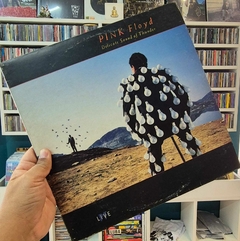 PINK Floyd
Delicate Sound of Thunder
LIVE